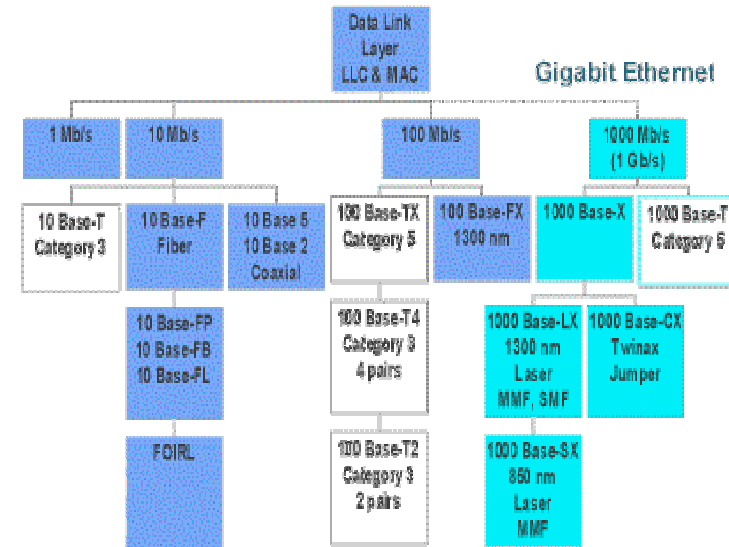 Data Link
Layer
LLC & MAC
Gigabit Ethernet
1 Mb/s
10 Mb/s
100 Mb/s
1000 Mb/s
(1 Gb/s)
10 Base-T
Category 3
10 Base-F
Fiber
10 Base 5
10 Base 2
Coaxial
100 Base-TX
Category 5
100 Base-FX
1300 nm
1000 Base-X
1000 Base-T
Category
10 Base-FP
10 Base-FB
10 Base-FL
100 Base-T4
Category 3
4 pairs
1000 Base-LX
1300 nm
Laser
MMF, SMF
1000 Base-CX
Twinax
Jumper
FOIRL
100 Base-T2
Category 3
2 pairs
1000 Base-SX
850 nm
Laser
MMF